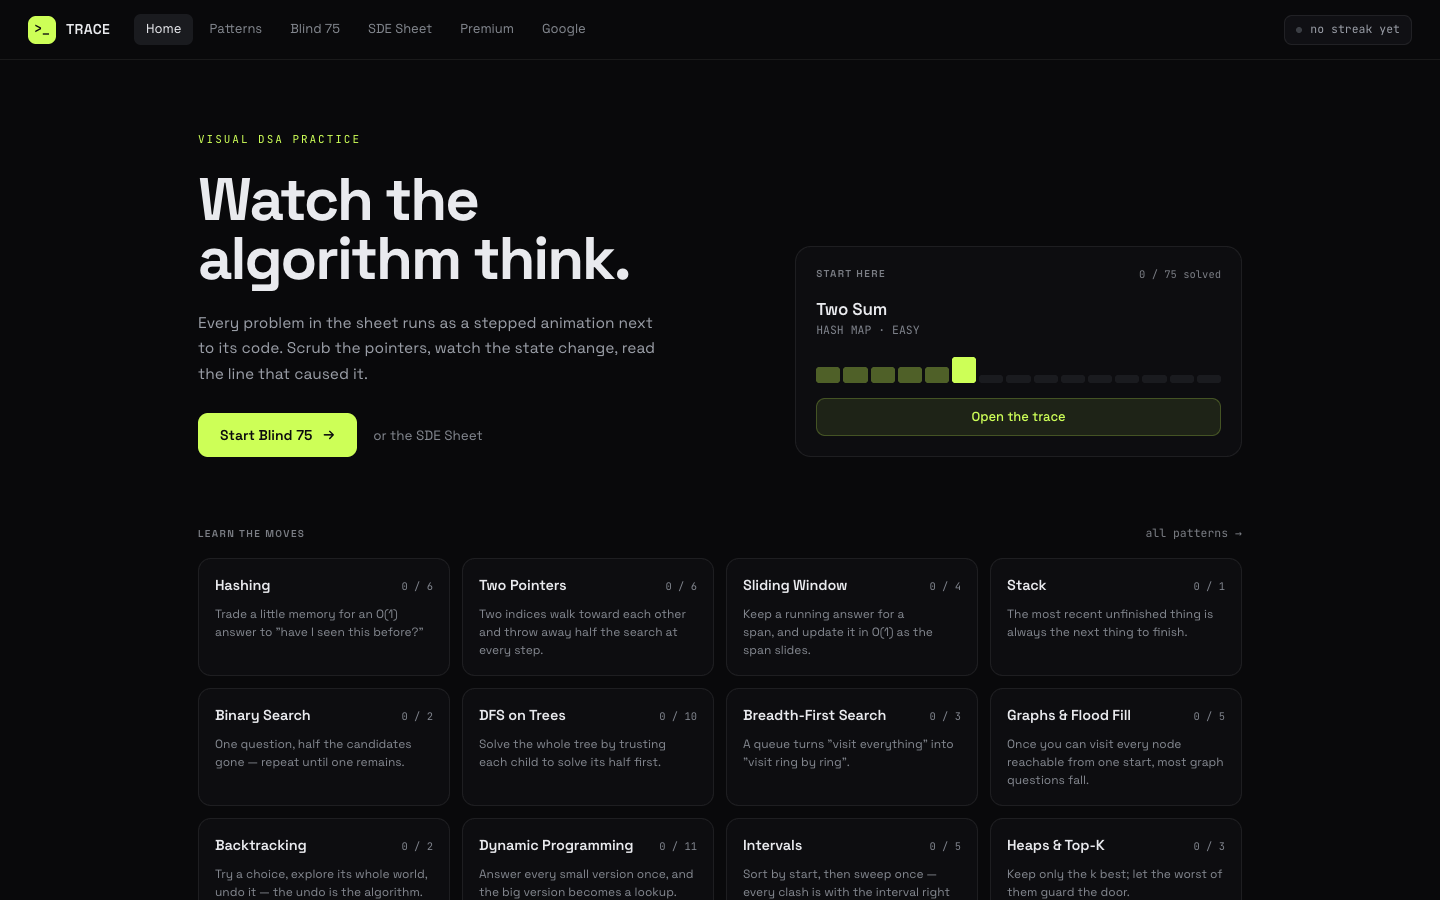 >_ TRACE Home Patterns Blind 75 SDE Sheet Premium Google no streak yet
VISUAL DSA PRACTICE
Watch the
algorithm think.
Every problem in the sheet runs as a stepped animation next
to its code. Scrub the pointers, watch the state change, read
the line that caused it.
Start Blind 75 → or the SDE Sheet
START HERE 0 / 75 solved
Two Sum
HASH MAP · EASY
Open the trace
LEARN THE MOVES all patterns →
Hashing 0 / 6
Trade a little memory for an O(1)
answer to "have I seen this before?"
Two Pointers 0 / 6
Two indices walk toward each other
and throw away half the search at
every step.
Sliding Window 0 / 4
Keep a running answer for a
span, and update it in O(1) as the
span slides.
Stack 0 / 1
The most recent unfinished thing is
always the next thing to finish.
Binary Search 0 / 2
One question, half the candidates
gone — repeat until one remains.
DFS on Trees 0 / 10
Solve the whole tree by trusting
each child to solve its half first.
Breadth-First Search 0 / 3
A queue turns "visit everything" into
"visit ring by ring".
Graphs & Flood Fill 0 / 5
Once you can visit every node
reachable from one start, most graph
questions fall.
Backtracking 0 / 2
Try a choice, explore its whole world,
undo it — the undo is the algorithm.
Dynamic Programming 0 / 11
Answer every small version once, and
the big version becomes a lookup.
Intervals 0 / 5
Sort by start, then sweep once —
every clash is with the interval right
Heaps & Top-K 0 / 3
Keep only the k best; let the worst of
them guard the door.